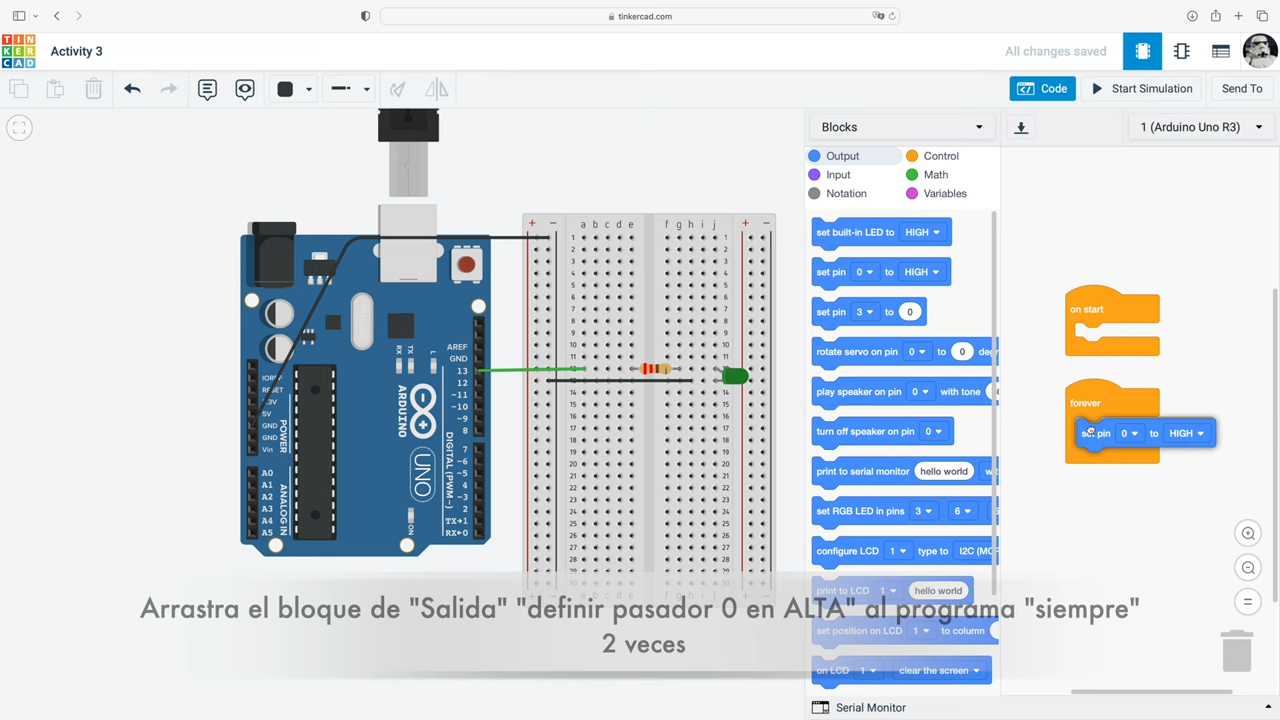 tinkercad.com
TIN
KER
CAD
Activity 3
All changes saved
Code
Start Simulation
Send To
Blocks
1 (Arduino Uno R3)
Output
Control
Input
Math
Notation
Variables
set built-in LED to HIGH
set pin 0 to HIGH
set pin 3 to 0
rotate servo on pin 0 to 0 deg
play speaker on pin 0 with tone
turn off speaker on pin 0
print to serial monitor hello world
set RGB LED in pins 3 6
configure LCD 1 type to I2C (MC
print to LCD 1 hello world
set position on LCD 1 to column
on LCD 1 clear the screen
on start
forever
set pin 0 to HIGH
a b c d e f g h i j
AREF
GND
13
12
~11
~10
~9
8
7
~6
~5
4
~3
2
TX→1
RX←0
RESET
5V
GND
GND
Vin
A0
A1
A2
A3
A4
A5
POWER
ANALOG IN
DIGITAL (PWM~)
RX
TX
L
ON
ARDUINO
UNO
Arrastra el bloque de "Salida" "definir pasador 0 en ALTA" al programa "siempre"
2 veces
Serial Monitor